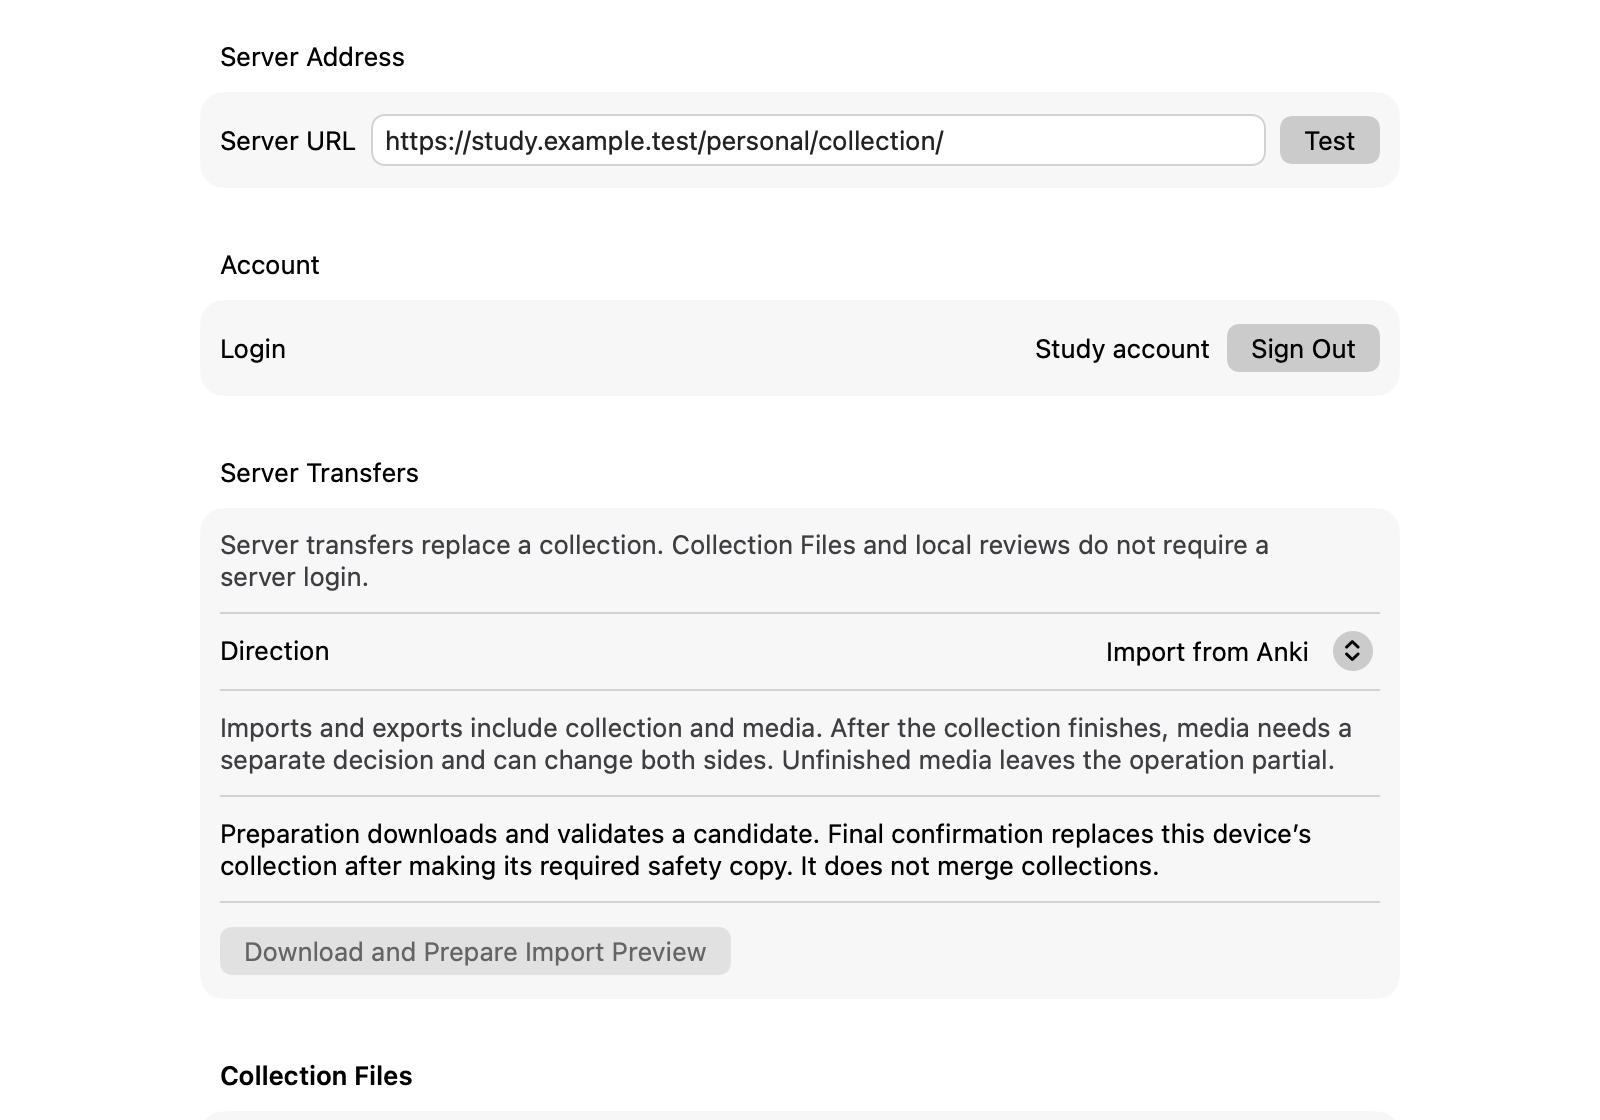 Server Address
Server URL https://study.example.test/personal/collection/ Test
Account
Login Study account Sign Out
Server Transfers
Server transfers replace a collection. Collection Files and local reviews do not require a
server login.
Direction Import from Anki
Imports and exports include collection and media. After the collection finishes, media needs a
separate decision and can change both sides. Unfinished media leaves the operation partial.
Preparation downloads and validates a candidate. Final confirmation replaces this device’s
collection after making its required safety copy. It does not merge collections.
Download and Prepare Import Preview
Collection Files